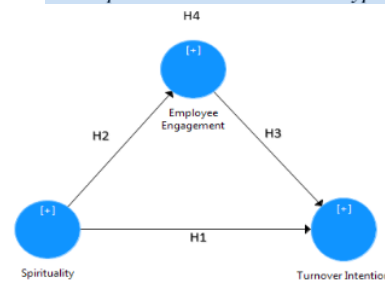 H4
[+]
Employee
Engagement
H2
H3
[+]
[+]
H1
Spirituality
Turnover Intention